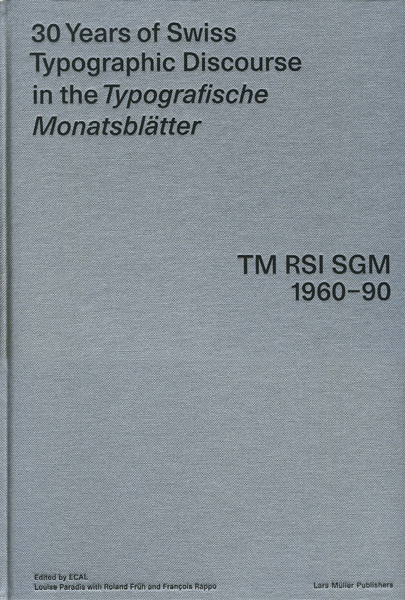 30 Years of Swiss
Typographic Discourse
in the Typografische
Monatsblätter
TM RSI SGM
1960–90
Edited by ECAL
Louise Paradis with Roland Früh and François Rappo
Lars Müller Publishers